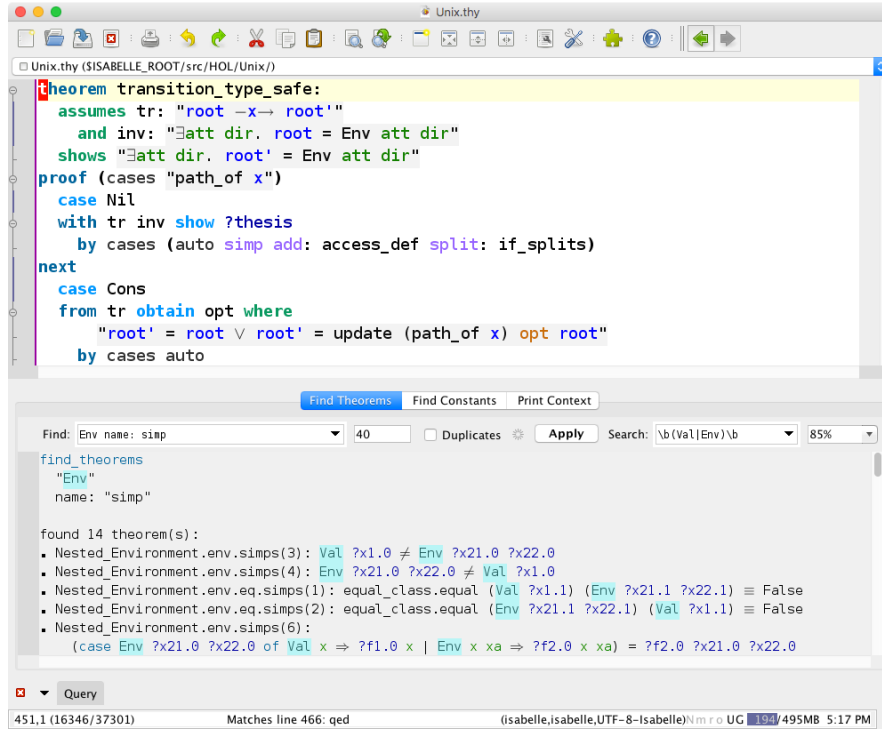 Unix.thy
Unix.thy ($ISABELLE_ROOT/src/HOL/Unix/)
theorem transition_type_safe:
assumes tr: "root −x→ root'"
and inv: "∃att dir. root = Env att dir"
shows "∃att dir. root' = Env att dir"
proof (cases "path_of x")
case Nil
with tr inv show ?thesis
by cases (auto simp add: access_def split: if_splits)
next
case Cons
from tr obtain opt where
"root' = root ∨ root' = update (path_of x) opt root"
by cases auto
Find Theorems Find Constants Print Context
Find: Env name: simp 40 Duplicates Apply Search: \b(Val|Env)\b 85%
find_theorems
"Env"
name: "simp"
found 14 theorem(s):
▪ Nested_Environment.env.simps(3): Val ?x1.0 ≠ Env ?x21.0 ?x22.0
▪ Nested_Environment.env.simps(4): Env ?x21.0 ?x22.0 ≠ Val ?x1.0
▪ Nested_Environment.env.eq.simps(1): equal_class.equal (Val ?x1.1) (Env ?x21.1 ?x22.1) ≡ False
▪ Nested_Environment.env.eq.simps(2): equal_class.equal (Env ?x21.1 ?x22.1) (Val ?x1.1) ≡ False
▪ Nested_Environment.env.simps(6):
(case Env ?x21.0 ?x22.0 of Val x ⇒ ?f1.0 x | Env x xa ⇒ ?f2.0 x xa) = ?f2.0 ?x21.0 ?x22.0
Query
451,1 (16346/37301) Matches line 466: qed (isabelle,isabelle,UTF-8-Isabelle)N m r o UG 194/495MB 5:17 PM